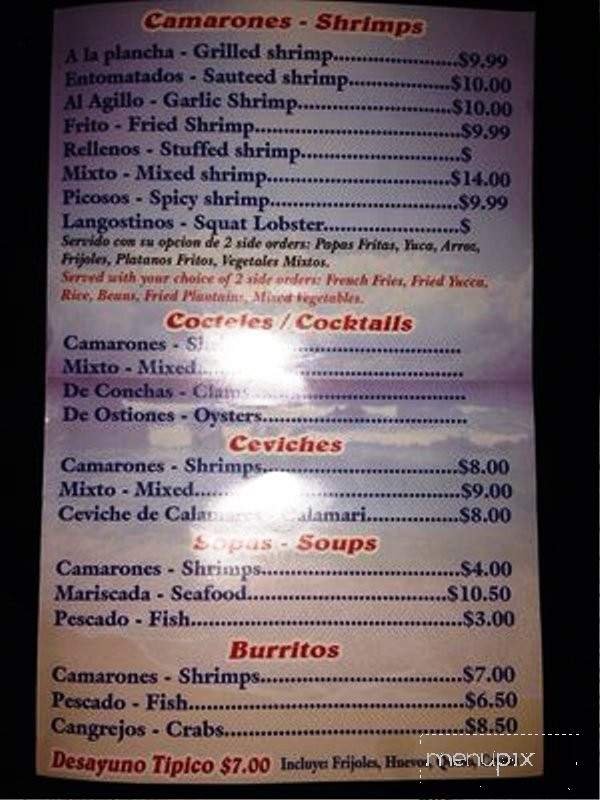 Camarones - Shrimps
A la plancha - Grilled shrimp....................$9.99
Entomatados - Sauteed shrimp................$10.00
Al Agillo - Garlic Shrimp........................$10.00
Frito - Fried Shrimp................................$9.99
Rellenos - Stuffed shrimp.........................$
Mixto - Mixed shrimp............................$14.00
Picosos - Spicy shrimp.............................$9.99
Langostinos - Squat Lobster.....................$
Servido con su opcion de 2 side orders: Papas Fritas, Yuca, Arroz,
Frijoles, Platanos Fritos, Vegetales Mixtos.
Served with your choice of 2 side orders: French Fries, Fried Yucca,
Rice, Beans, Fried Plantains, Mixed vegetables.
Cocteles / Cocktails
Camarones - ..........................
Mixto - Mixed..........................................
De Conchas - Clams................................
De Ostiones - Oysters................................
Ceviches
Camarones - Shrimps..............................$8.00
Mixto - Mixed.........................................$9.00
Ceviche de Calamares - Calamari..............$8.00
Sopas - Soups
Camarones - Shrimps..............................$4.00
Mariscada - Seafood...............................$10.50
Pescado - Fish..........................................$3.00
Burritos
Camarones - Shrimps...............................$7.00
Pescado - Fish...........................................$6.50
Cangrejos - Crabs.....................................$8.50
Desayuno Tipico $7.00 Incluye: Frijoles, Huevo,
menupix